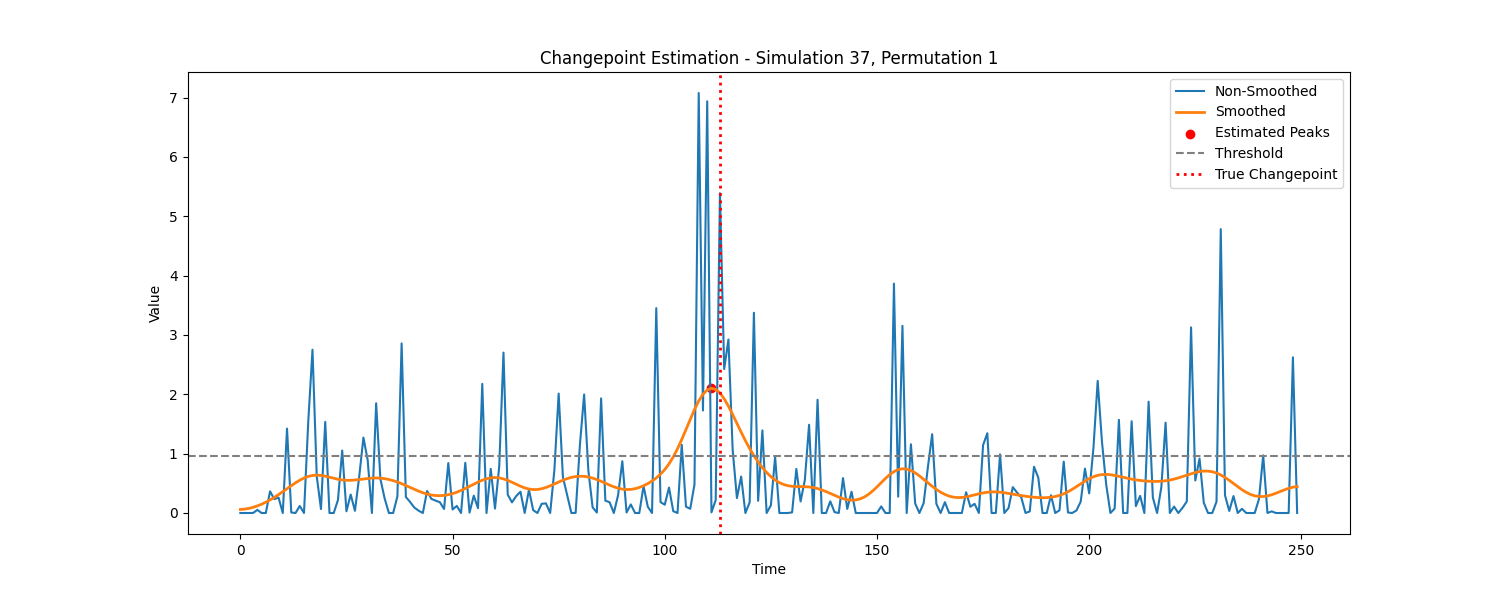 Changepoint Estimation - Simulation 37, Permutation 1
Non-Smoothed
Smoothed
Estimated Peaks
Threshold
True Changepoint
Value
7
6
5
4
3
2
1
0
0
50
100
150
200
250
Time